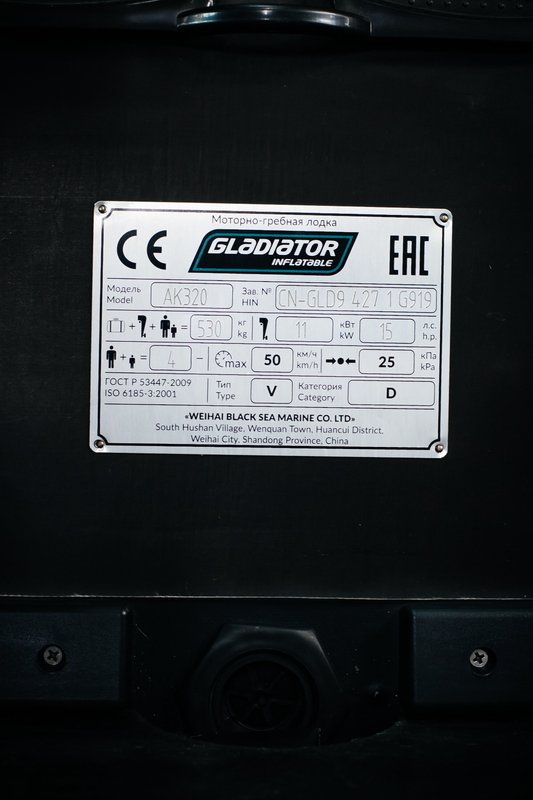 Моторно-гребная лодка
CE GLADIATOR INFLATABLE EAC
Модель Model AK320 Зав. № HIN CN-GLD9 427 1 G919
+ + = 530 кг kg 11 кВт kW 15 л.с. h.p.
+ = 4 – max 50 км/ч km/h 25 кПа kPa
ГОСТ Р 53447-2009 ISO 6185-3:2001 Тип Type V Категория Category D
«WEIHAI BLACK SEA MARINE CO. LTD»
South Hushan Village, Wenquan Town, Huancui District,
Weihai City, Shandong Province, China